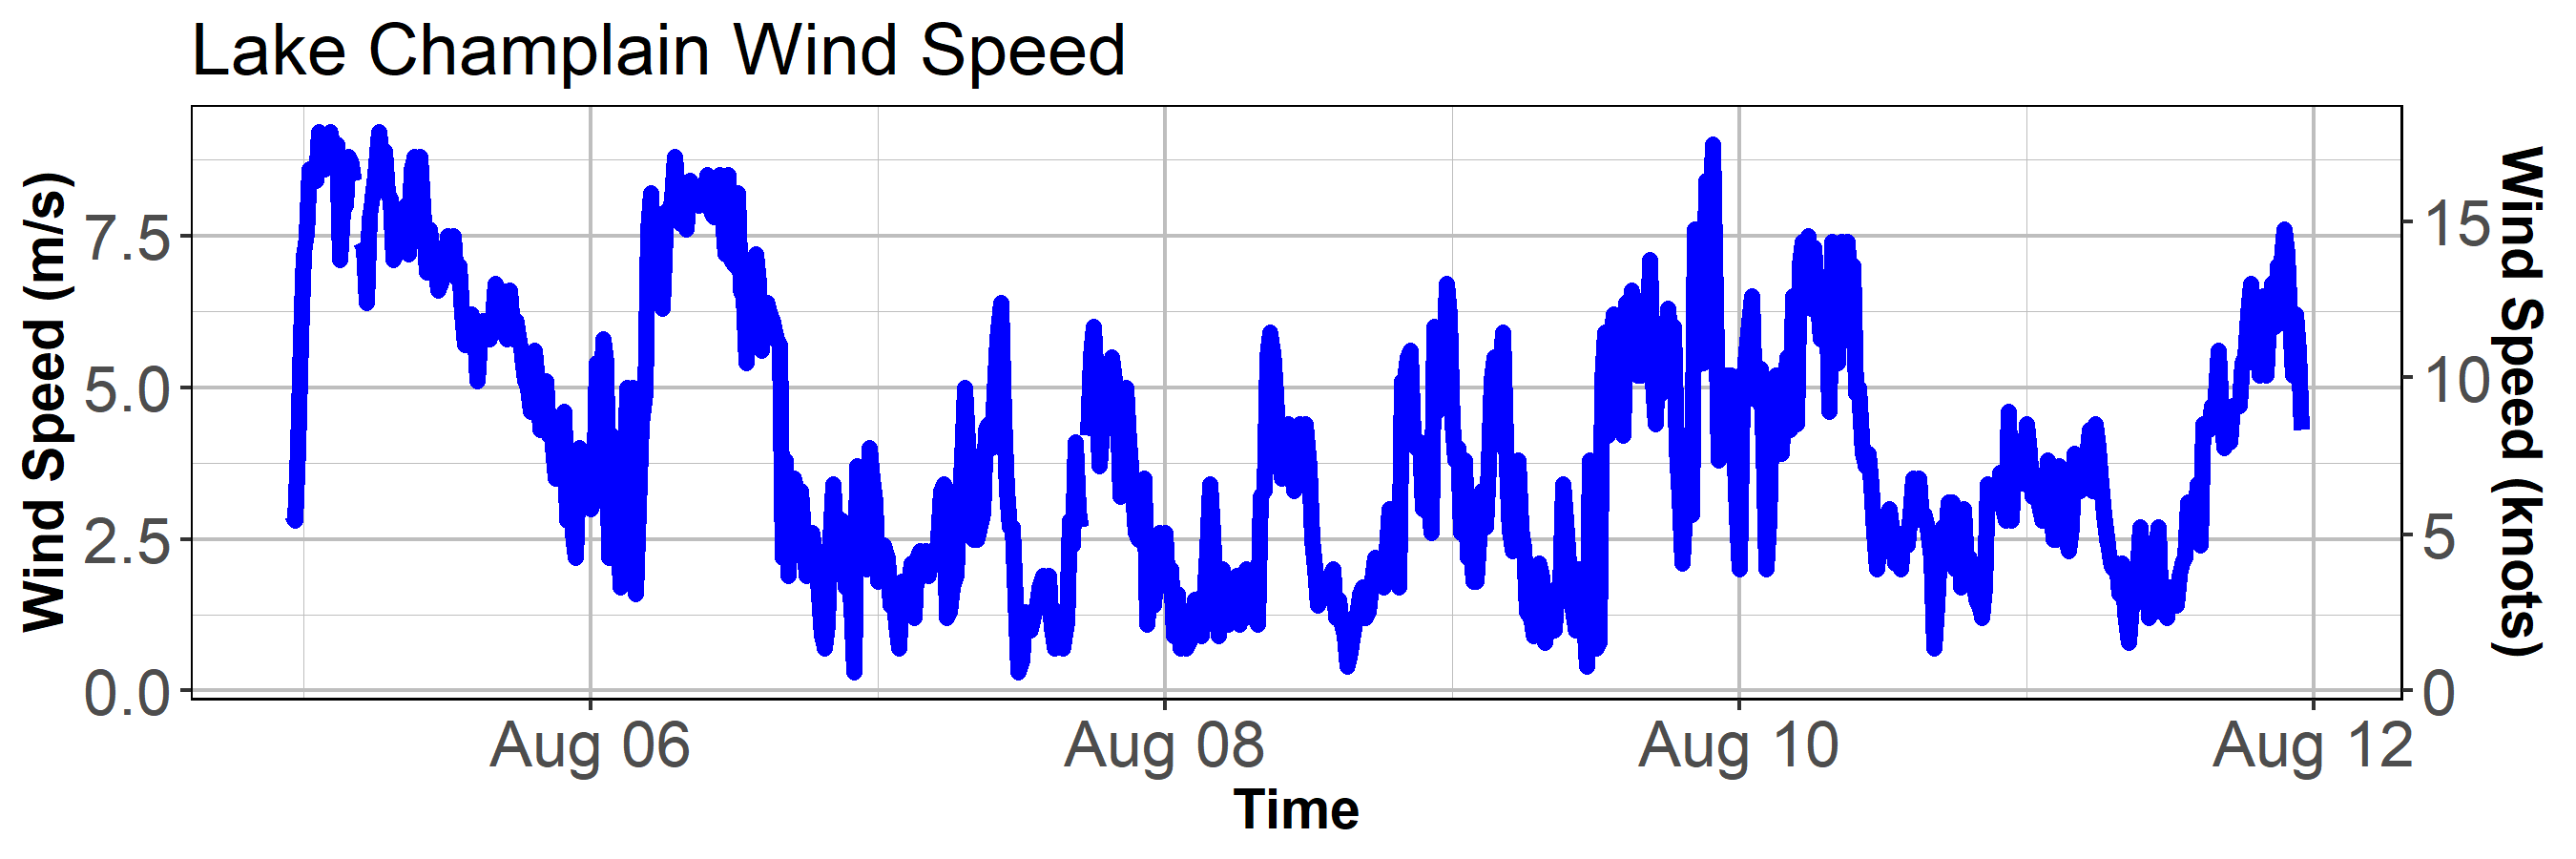 Lake Champlain Wind Speed
Wind Speed (m/s)
7.5
5.0
2.5
0.0
15
10
5
0
Wind Speed (knots)
Aug 06
Aug 08
Aug 10
Aug 12
Time